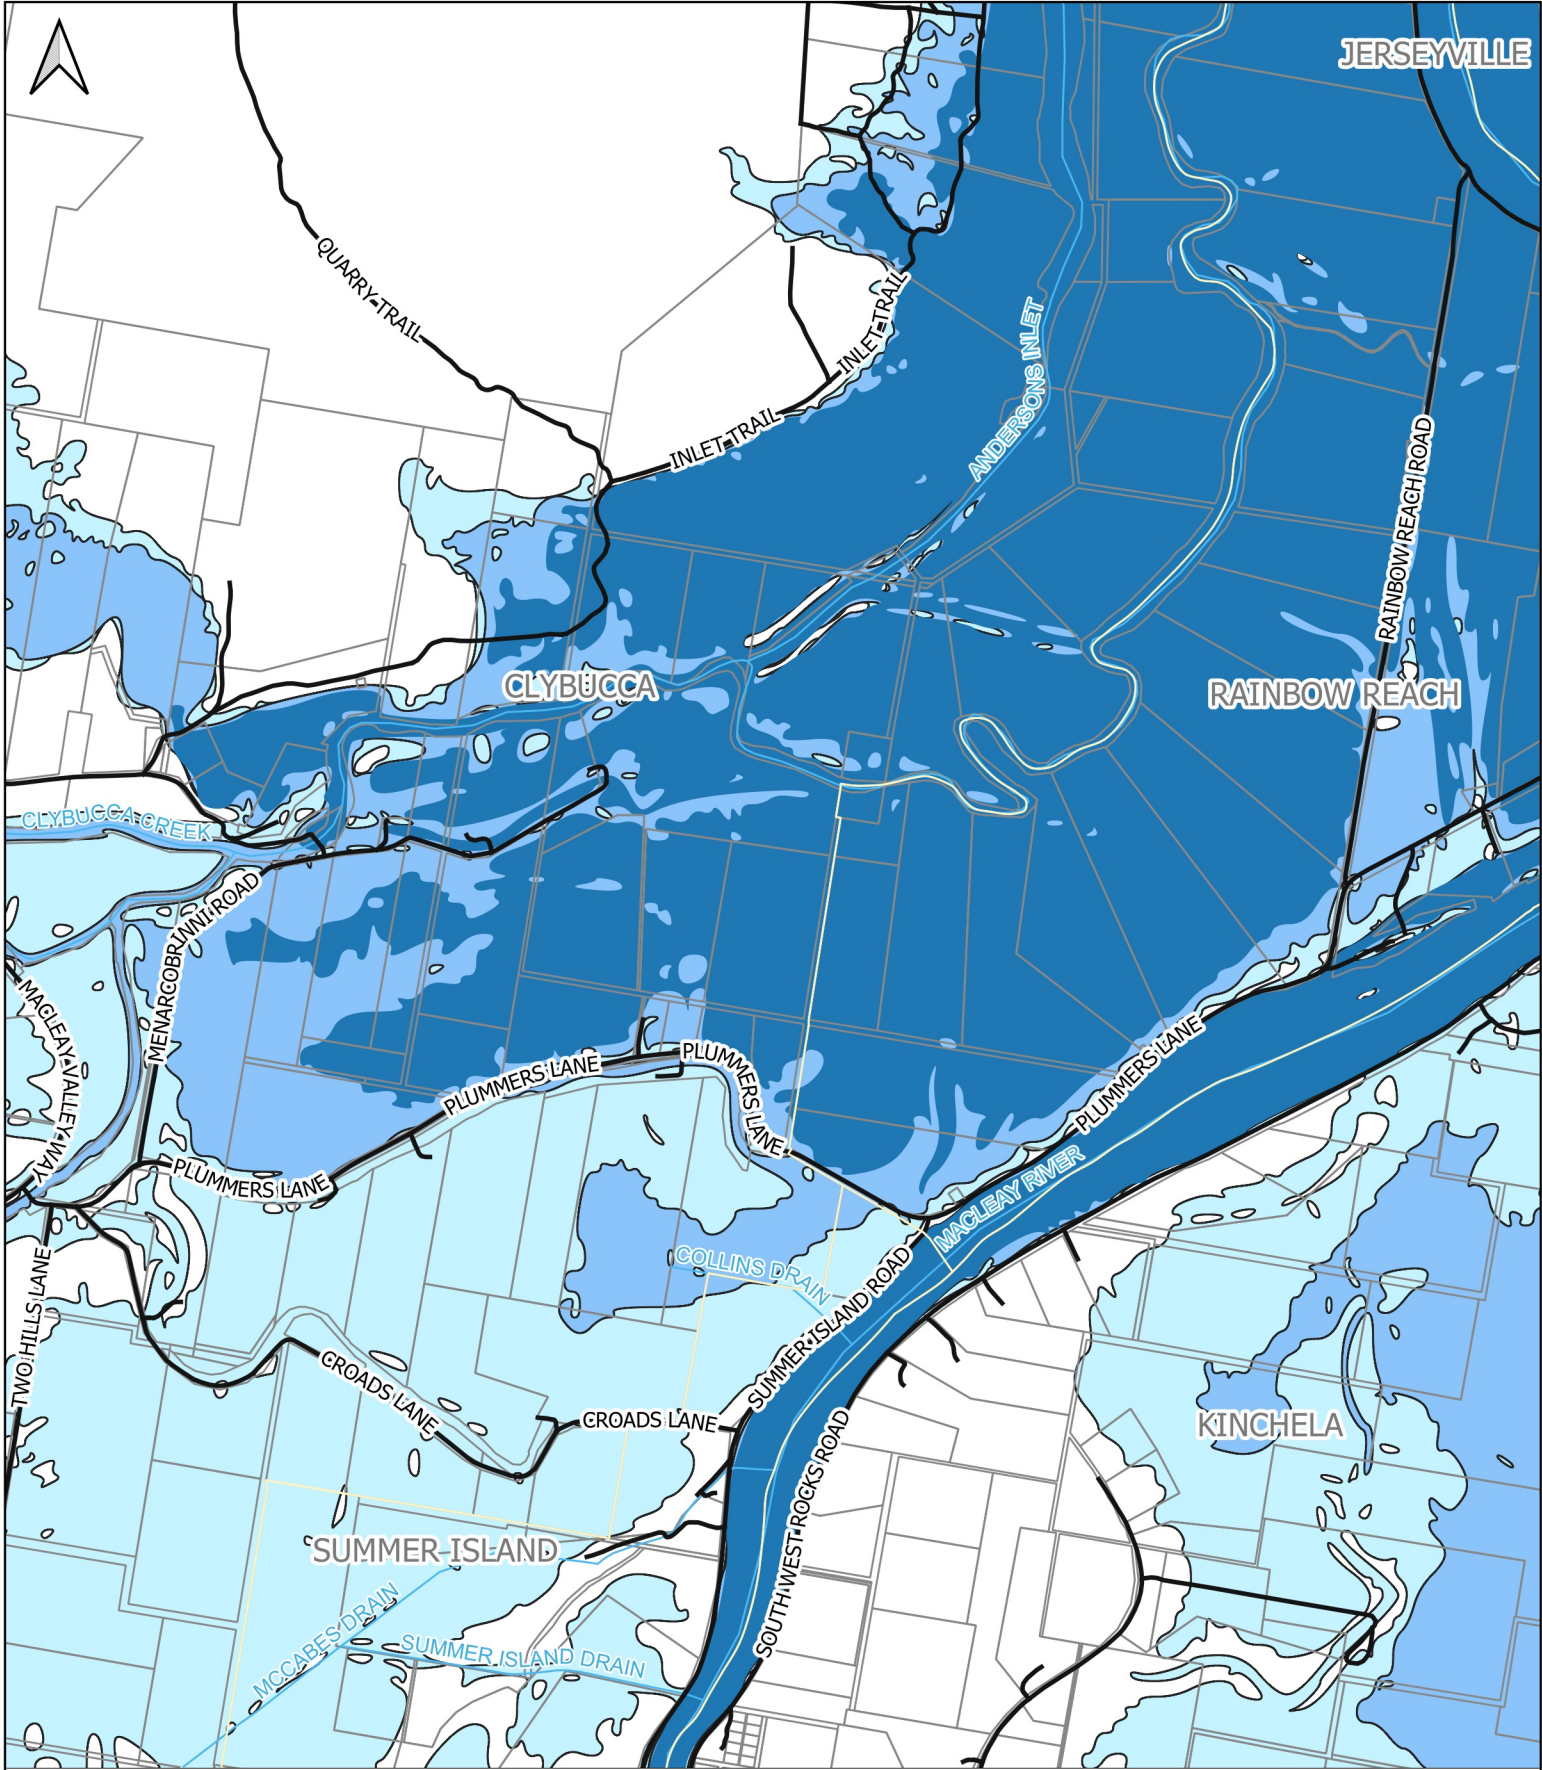 JERSEYVILLE
QUARRY TRAIL
INLET TRAIL
INLET TRAIL
ANDERSONS INLET
RAINBOW REACH ROAD
CLYBUCCA
RAINBOW REACH
CLYBUCCA CREEK
MENARCOBRINNI ROAD
MACLEAY VALLEY WAY
PLUMMERS LANE
PLUMMERS LANE
PLUMMERS LANE
PLUMMERS LANE
MACLEAY RIVER
COLLINS DRAIN
SUMMER ISLAND ROAD
TWO HILLS LANE
CROADS LANE
CROADS LANE
KINCHELA
SOUTH WEST ROCKS ROAD
SUMMER ISLAND
MCCABES DRAIN
SUMMER ISLAND DRAIN